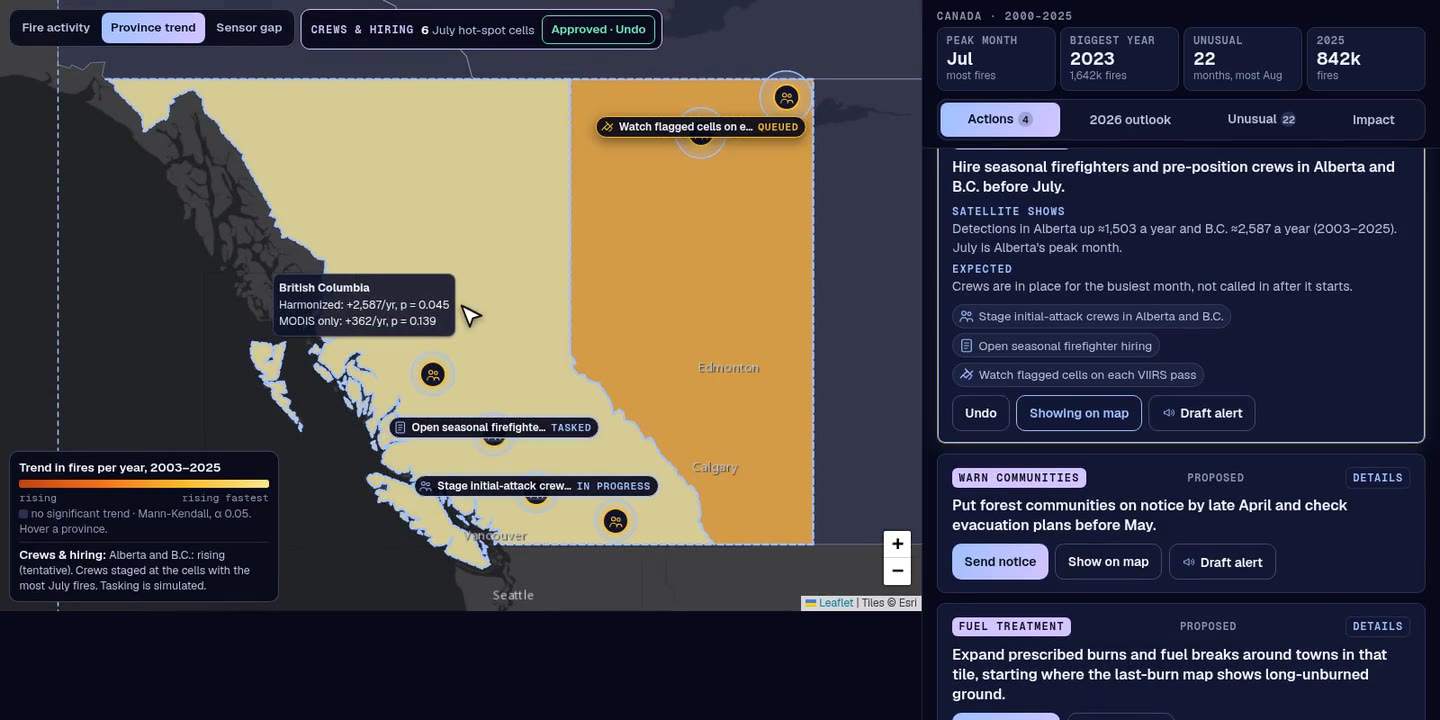 Fire activity
Province trend
Sensor gap
CREWS & HIRING 6 July hot-spot cells
Approved · Undo
Watch flagged cells on e... QUEUED
British Columbia
Harmonized: +2,587/yr, p = 0.045
MODIS only: +362/yr, p = 0.139
Edmonton
Open seasonal firefighte... TASKED
Calgary
Stage initial-attack crew... IN PROGRESS
Vancouver
Seattle
Trend in fires per year, 2003–2025
rising
rising fastest
no significant trend · Mann-Kendall, α 0.05.
Hover a province.
Crews & hiring: Alberta and B.C.: rising
(tentative). Crews staged at the cells with the
most July fires. Tasking is simulated.
+
−
Leaflet | Tiles © Esri
CANADA · 2000-2025
PEAK MONTH
Jul
most fires
BIGGEST YEAR
2023
1,642k fires
UNUSUAL
22
months, most Aug
2025
842k
fires
Actions 4
2026 outlook
Unusual 22
Impact
Hire seasonal firefighters and pre-position crews in Alberta and
B.C. before July.
SATELLITE SHOWS
Detections in Alberta up ≈1,503 a year and B.C. ≈2,587 a year (2003–2025).
July is Alberta's peak month.
EXPECTED
Crews are in place for the busiest month, not called in after it starts.
Stage initial-attack crews in Alberta and B.C.
Open seasonal firefighter hiring
Watch flagged cells on each VIIRS pass
Undo
Showing on map
Draft alert
WARN COMMUNITIES
PROPOSED
DETAILS
Put forest communities on notice by late April and check
evacuation plans before May.
Send notice
Show on map
Draft alert
FUEL TREATMENT
PROPOSED
DETAILS
Expand prescribed burns and fuel breaks around towns in that
tile, starting where the last-burn map shows long-unburned
ground.